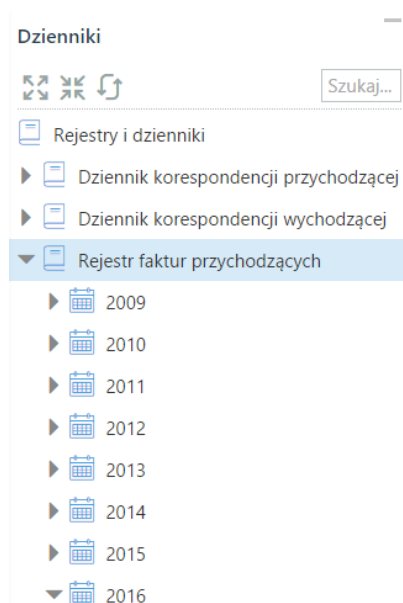 Dzienniki
Szukaj...
Rejestry i dzienniki
Dziennik korespondencji przychodzącej
Dziennik korespondencji wychodzącej
Rejestr faktur przychodzących
2009
2010
2011
2012
2013
2014
2015
2016